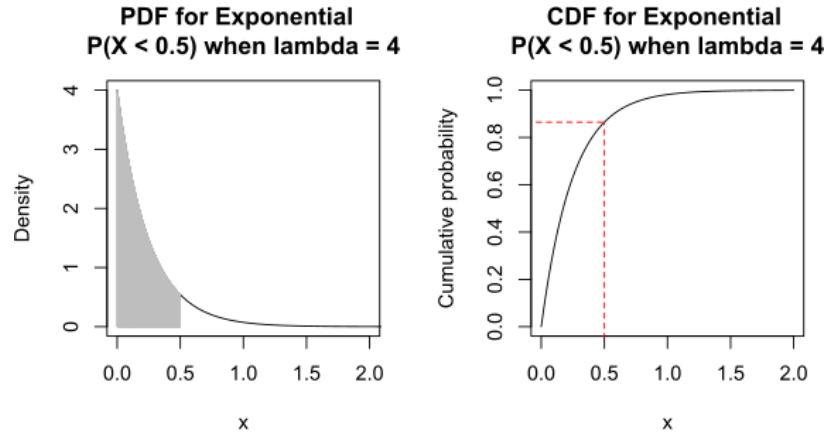 PDF for Exponential
P(X < 0.5) when lambda = 4
Density
4
3
2
1
0
0.0 0.5 1.0 1.5 2.0
x
CDF for Exponential
P(X < 0.5) when lambda = 4
Cumulative probability
1.0
0.8
0.6
0.4
0.2
0.0
0.0 0.5 1.0 1.5 2.0
x